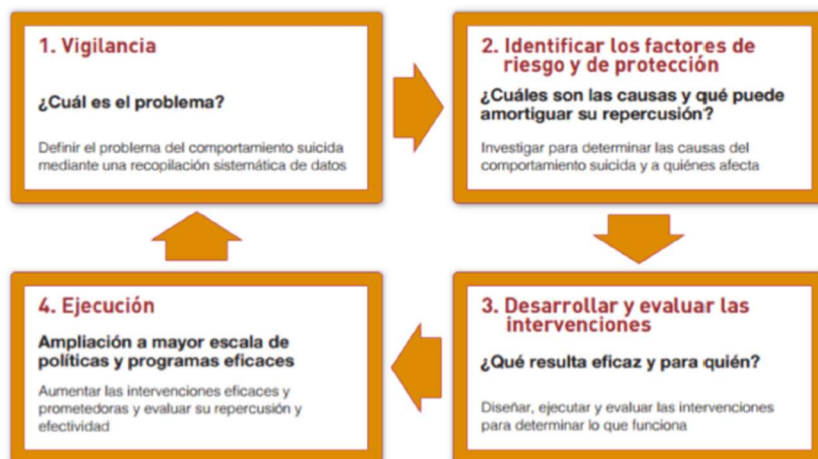 1. Vigilancia
¿Cuál es el problema?
Definir el problema del comportamiento suicida
mediante una recopilación sistemática de datos
2. Identificar los factores de
riesgo y de protección
¿Cuáles son las causas y qué puede
amortiguar su repercusión?
Investigar para determinar las causas del
comportamiento suicida y a quiénes afecta
3. Desarrollar y evaluar las
intervenciones
¿Qué resulta eficaz y para quién?
Diseñar, ejecutar y evaluar las intervenciones
para determinar lo que funciona
4. Ejecución
Ampliación a mayor escala de
políticas y programas eficaces
Aumentar las intervenciones eficaces y
prometedoras y evaluar su repercusión y
efectividad